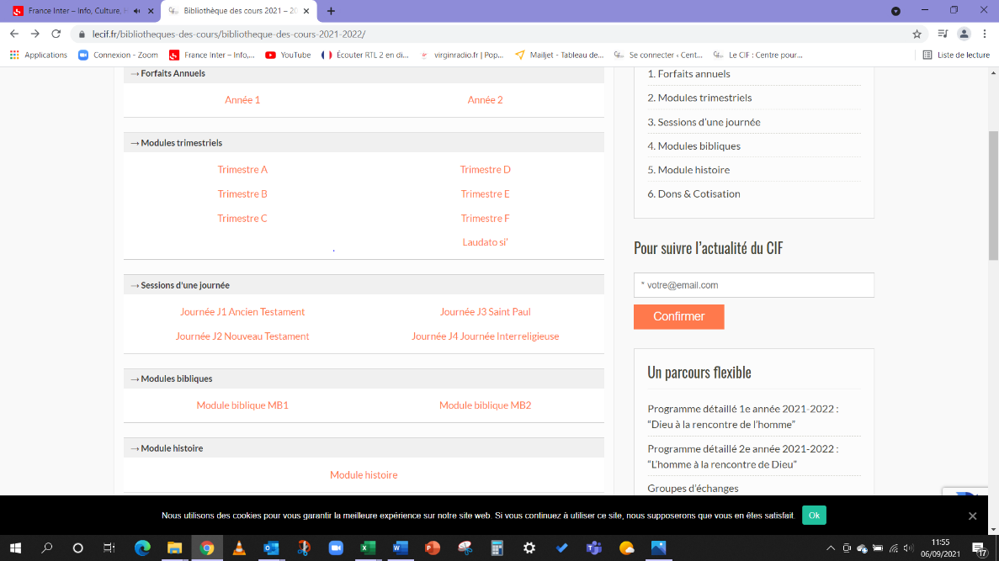 France Inter – Info, Culture, H
Bibliothèque des cours 2021 – 20
lecif.fr/bibliotheques-des-cours/bibliotheque-des-cours-2021-2022/
Applications
Connexion - Zoom
France Inter – Info,...
YouTube
Écouter RTL 2 en di...
virginradio.fr | Pop...
Mailjet - Tableau de...
Se connecter ‹ Cent...
Le CIF : Centre pour...
Liste de lecture
→ Forfaits Annuels
Année 1
Année 2
→ Modules trimestriels
Trimestre A
Trimestre D
Trimestre B
Trimestre E
Trimestre C
Trimestre F
Laudato si’
→ Sessions d’une journée
Journée J1 Ancien Testament
Journée J3 Saint Paul
Journée J2 Nouveau Testament
Journée J4 Journée Interreligieuse
→ Modules bibliques
Module biblique MB1
Module biblique MB2
→ Module histoire
Module histoire
1. Forfaits annuels
2. Modules trimestriels
3. Sessions d’une journée
4. Modules bibliques
5. Module histoire
6. Dons & Cotisation
Pour suivre l’actualité du CIF
* votre@email.com
Confirmer
Un parcours flexible
Programme détaillé 1e année 2021-2022 :
“Dieu à la rencontre de l’homme”
Programme détaillé 2e année 2021-2022 :
“L’homme à la rencontre de Dieu”
Groupes d’échanges
Nous utilisons des cookies pour vous garantir la meilleure expérience sur notre site web. Si vous continuez à utiliser ce site, nous supposerons que vous en êtes satisfait.
Ok
11:55
06/09/2021
17